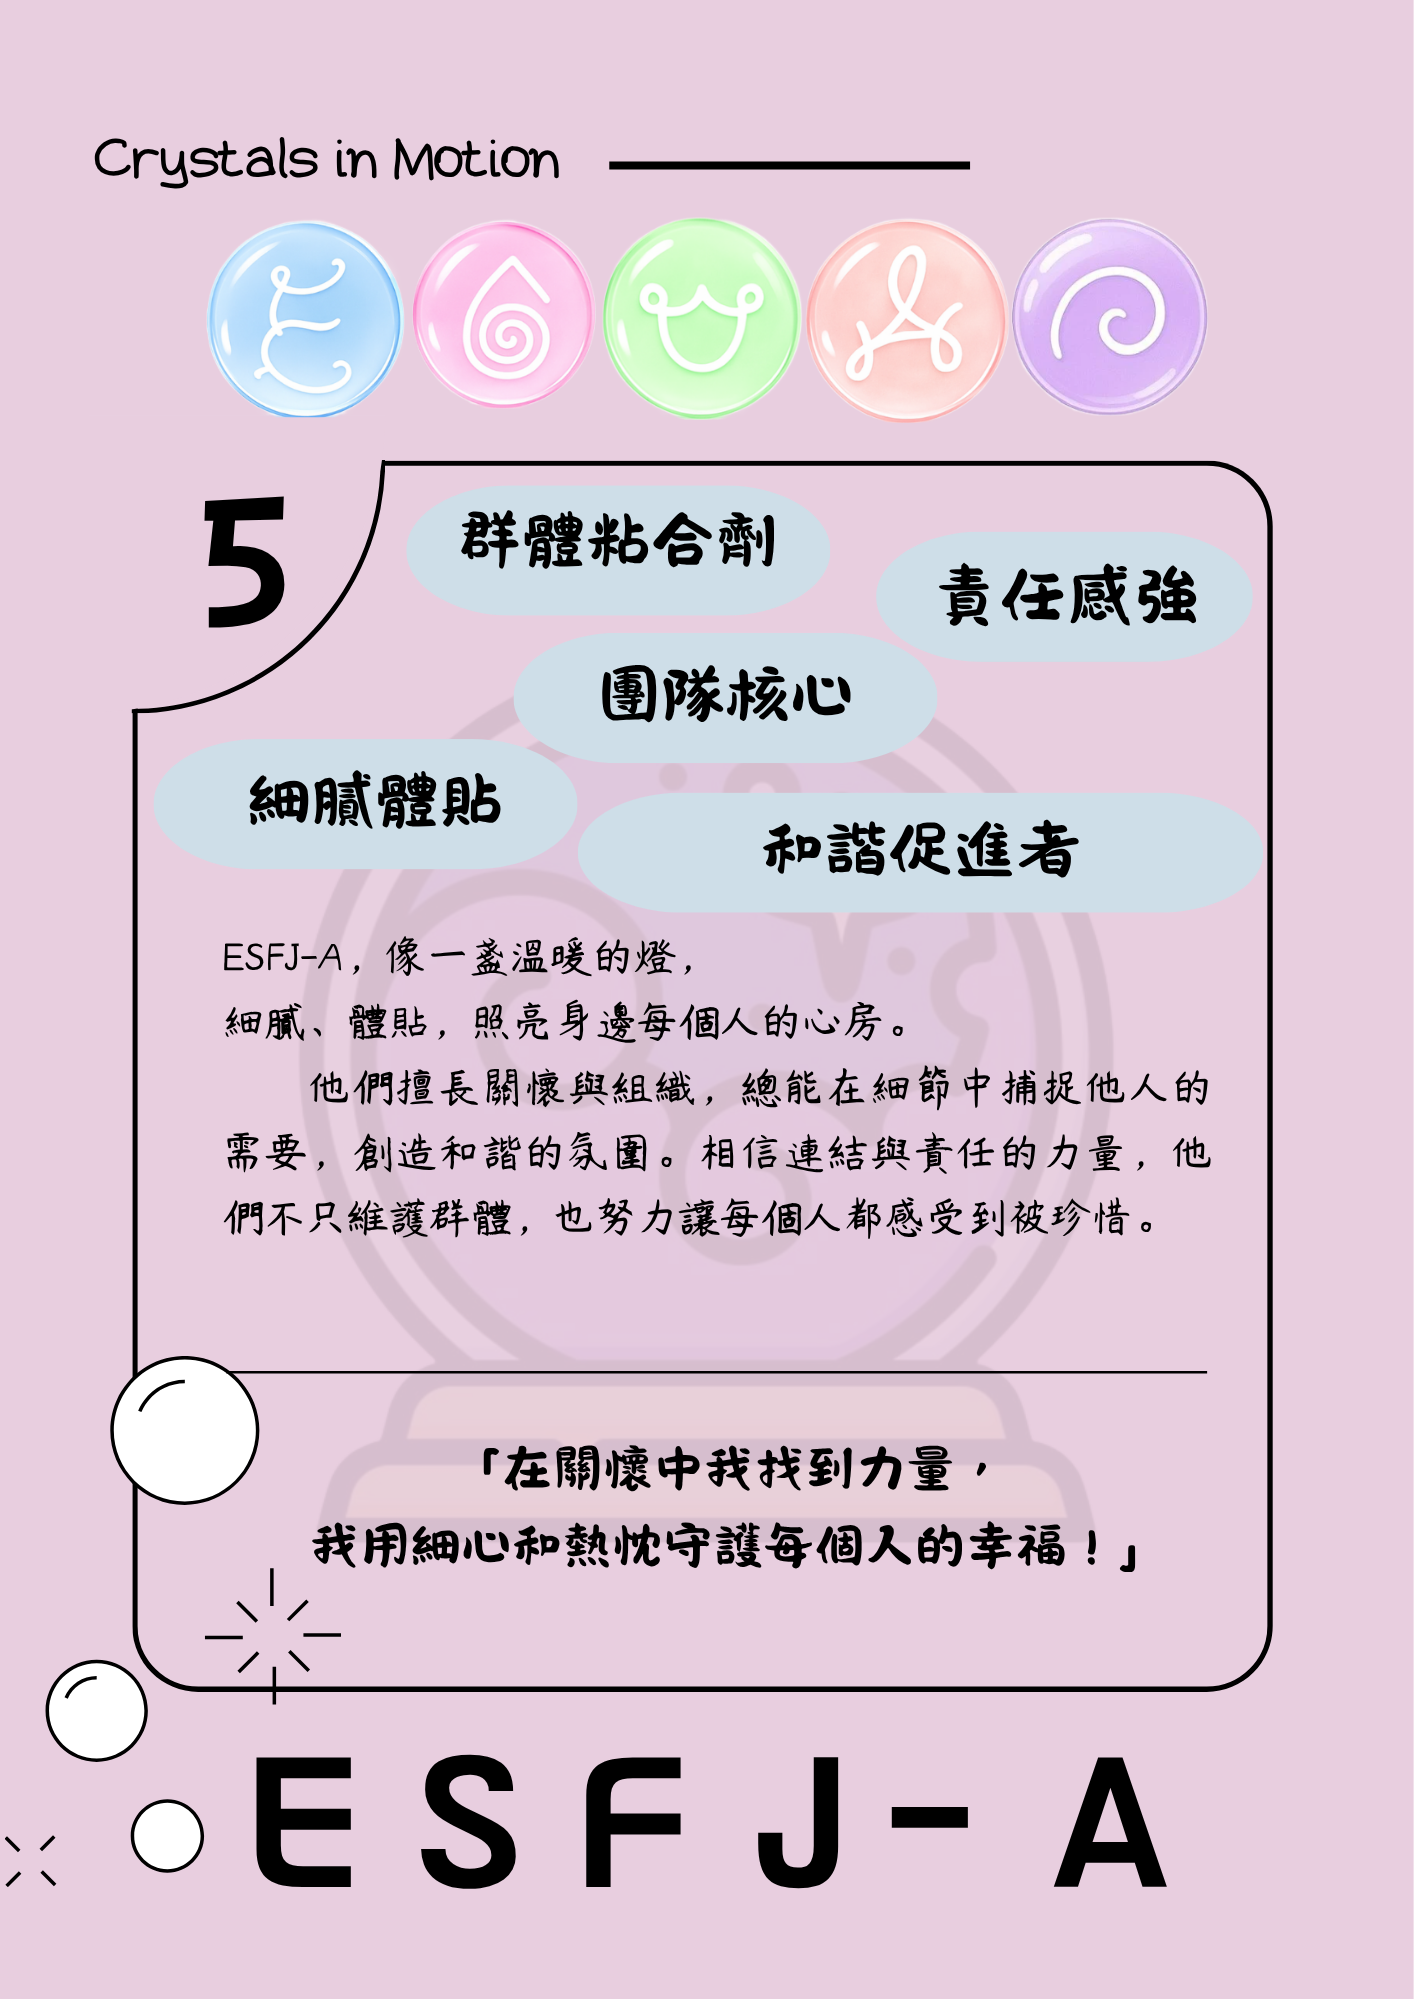 Crystals in Motion
5
群體粘合劑
責任感強
團隊核心
細膩體貼
和諧促進者
ESFJ-A，像一盞溫暖的燈，
細膩、體貼，照亮身邊每個人的心房。
他們擅長關懷與組織，總能在細節中捕捉他人的
需要，創造和諧的氛圍。相信連結與責任的力量，他
們不只維護群體，也努力讓每個人都感受到被珍惜。
「在關懷中我找到力量，
我用細心和熱忱守護每個人的幸福！」
ESFJ-A